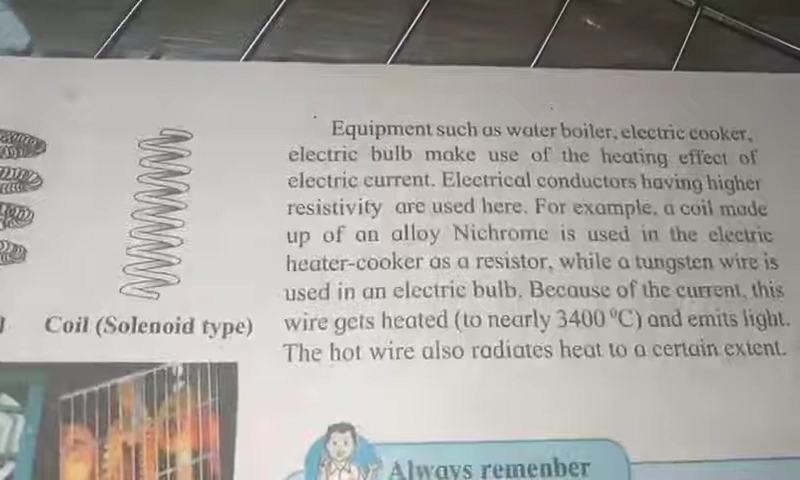 Equipment such as water boiler, electric cooker,
electric bulb make use of the heating effect of
electric current. Electrical conductors having higher
resistivity are used here. For example, a coil made
up of an alloy Nichrome is used in the electric
heater-cooker as a resistor, while a tungsten wire is
used in an electric bulb. Because of the current, this
wire gets heated (to nearly 3400 ⁰C) and emits light.
The hot wire also radiates heat to a certain extent.
Coil (Solenoid type)
Always remenber